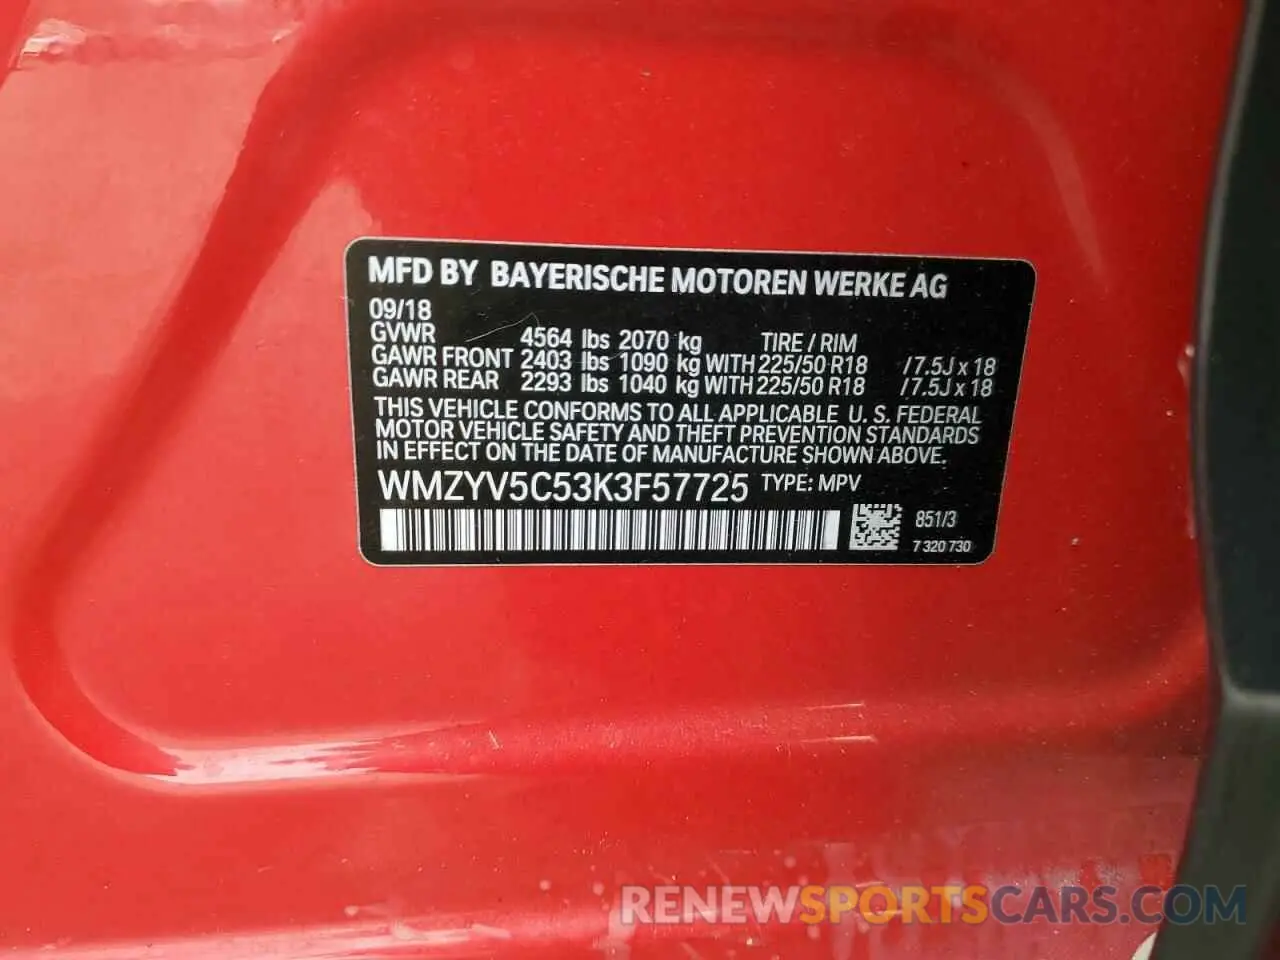 MFD BY BAYERISCHE MOTOREN WERKE AG
09/18
GVWR 4564 lbs 2070 kg TIRE / RIM
GAWR FRONT 2403 lbs 1090 kg WITH 225/50 R18 / 7.5J x 18
GAWR REAR 2293 lbs 1040 kg WITH 225/50 R18 / 7.5J x 18
THIS VEHICLE CONFORMS TO ALL APPLICABLE U. S. FEDERAL
MOTOR VEHICLE SAFETY AND THEFT PREVENTION STANDARDS
IN EFFECT ON THE DATE OF MANUFACTURE SHOWN ABOVE.
WMZYV5C53K3F57725 TYPE: MPV
851/3
7 320 730
RENEWSPORTSCARS.COM